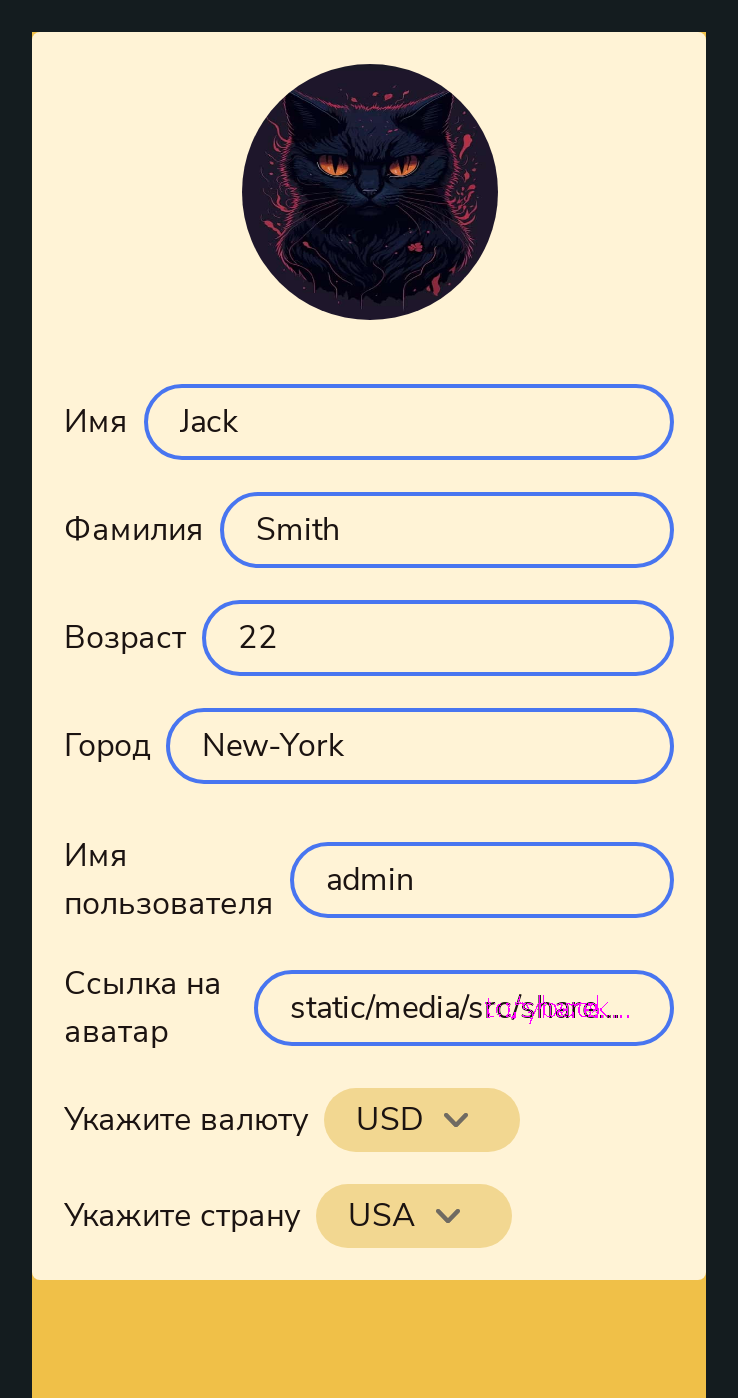 Имя
Jack
Фамилия
Smith
Возраст
22
Город
New-York
Имя
пользователя
admin
Ссылка на
аватар
static/media/src/share...
Укажите валюту
USD
Укажите страну
USA